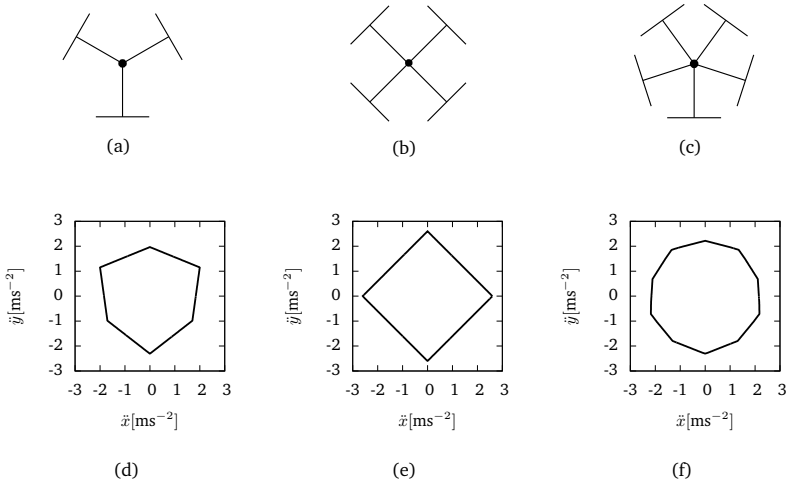 (a) (b) (c)
3 3 3
2 2 2
1 1 1
0 0 0
-1 -1 -1
-2 -2 -2
-3 -3 -3
ÿ[ms⁻²] ÿ[ms⁻²] ÿ[ms⁻²]
-3 -2 -1 0 1 2 3 -3 -2 -1 0 1 2 3 -3 -2 -1 0 1 2 3
ẍ[ms⁻²] ẍ[ms⁻²] ẍ[ms⁻²]
(d) (e) (f)